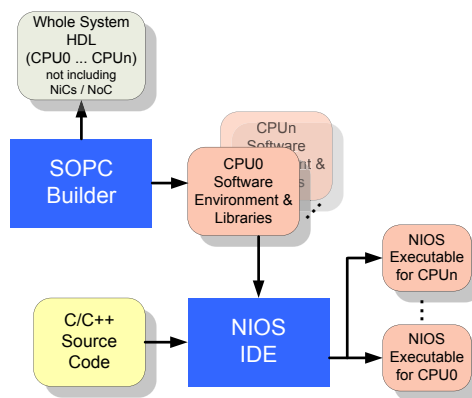 Whole System
HDL
(CPU0 ... CPUn)
not including
NiCs / NoC
SOPC
Builder
CPUn
Software
CPU0
Software
Environment &
Libraries
C/C++
Source
Code
NIOS
IDE
NIOS
Executable
for CPUn
NIOS
Executable
for CPU0